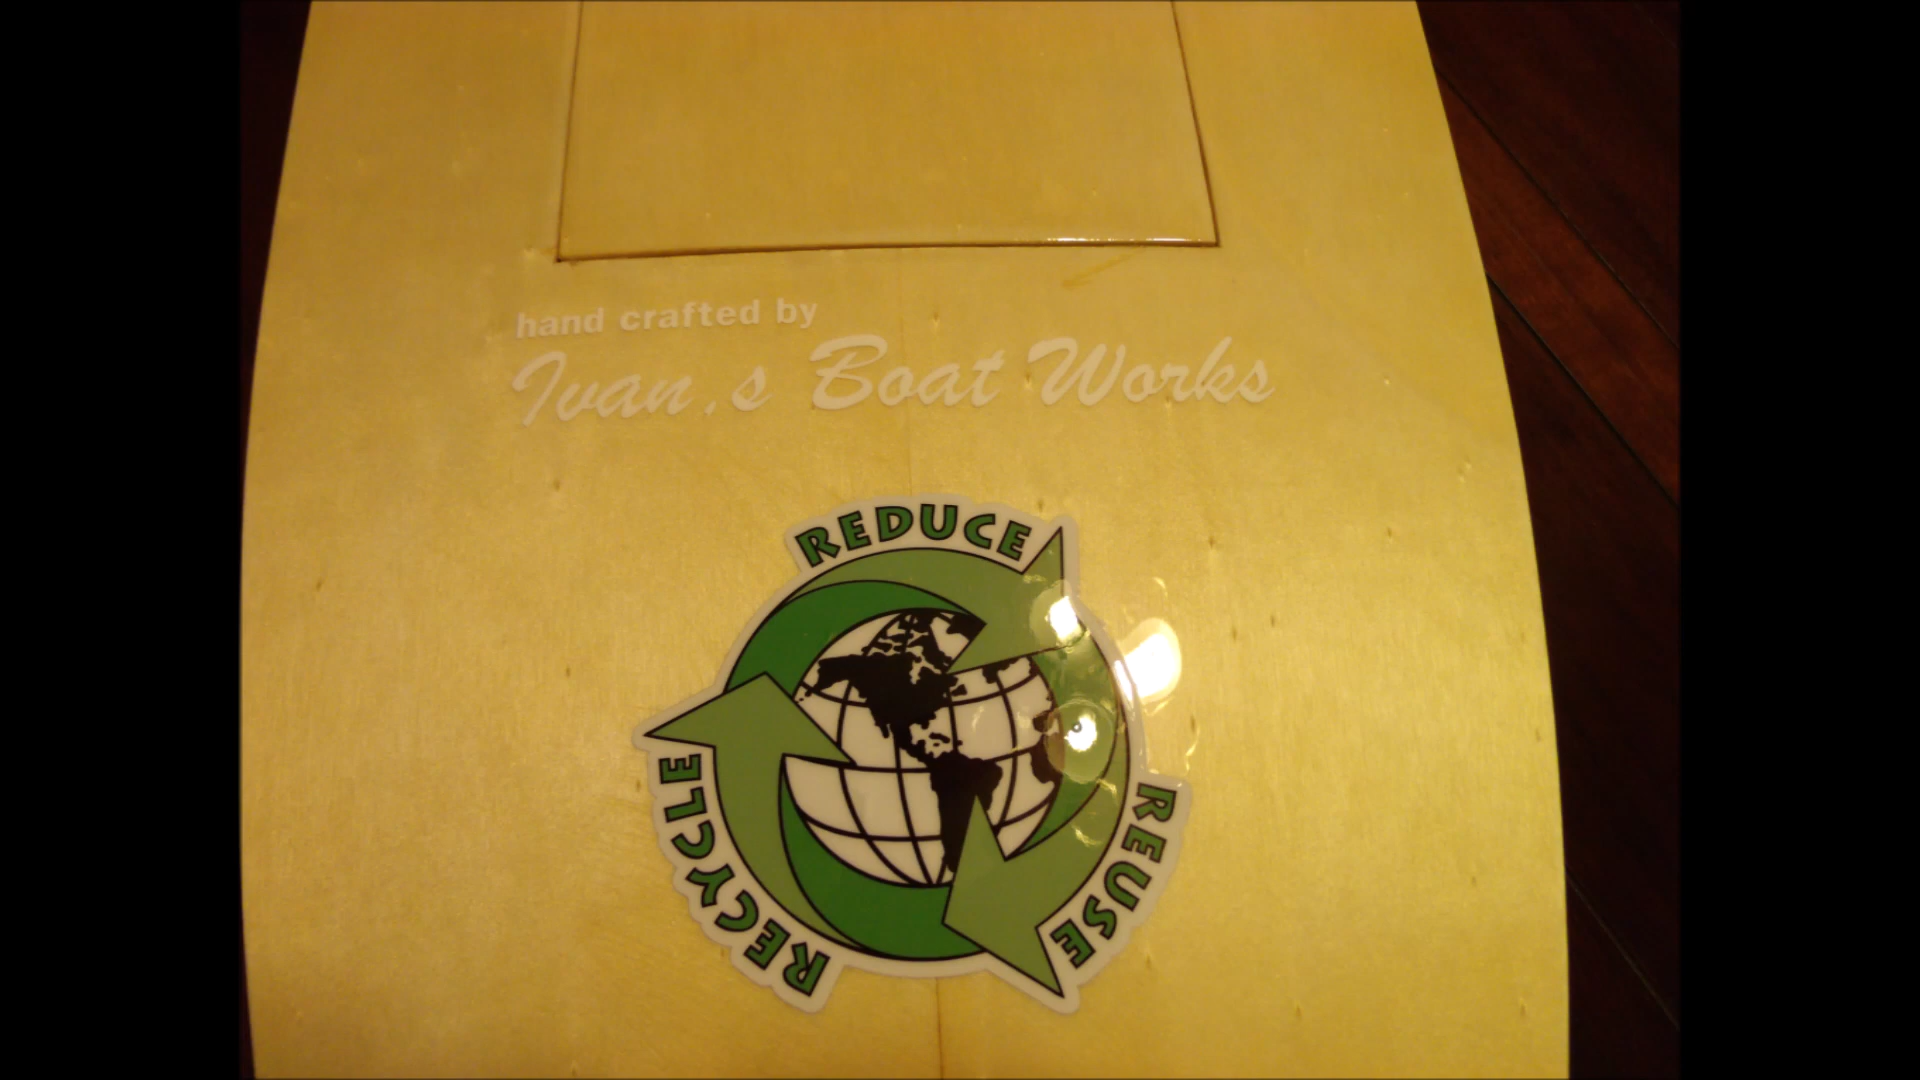 hand crafted by
Ivan,s Boat Works
REDUCE
REUSE
RECYCLE